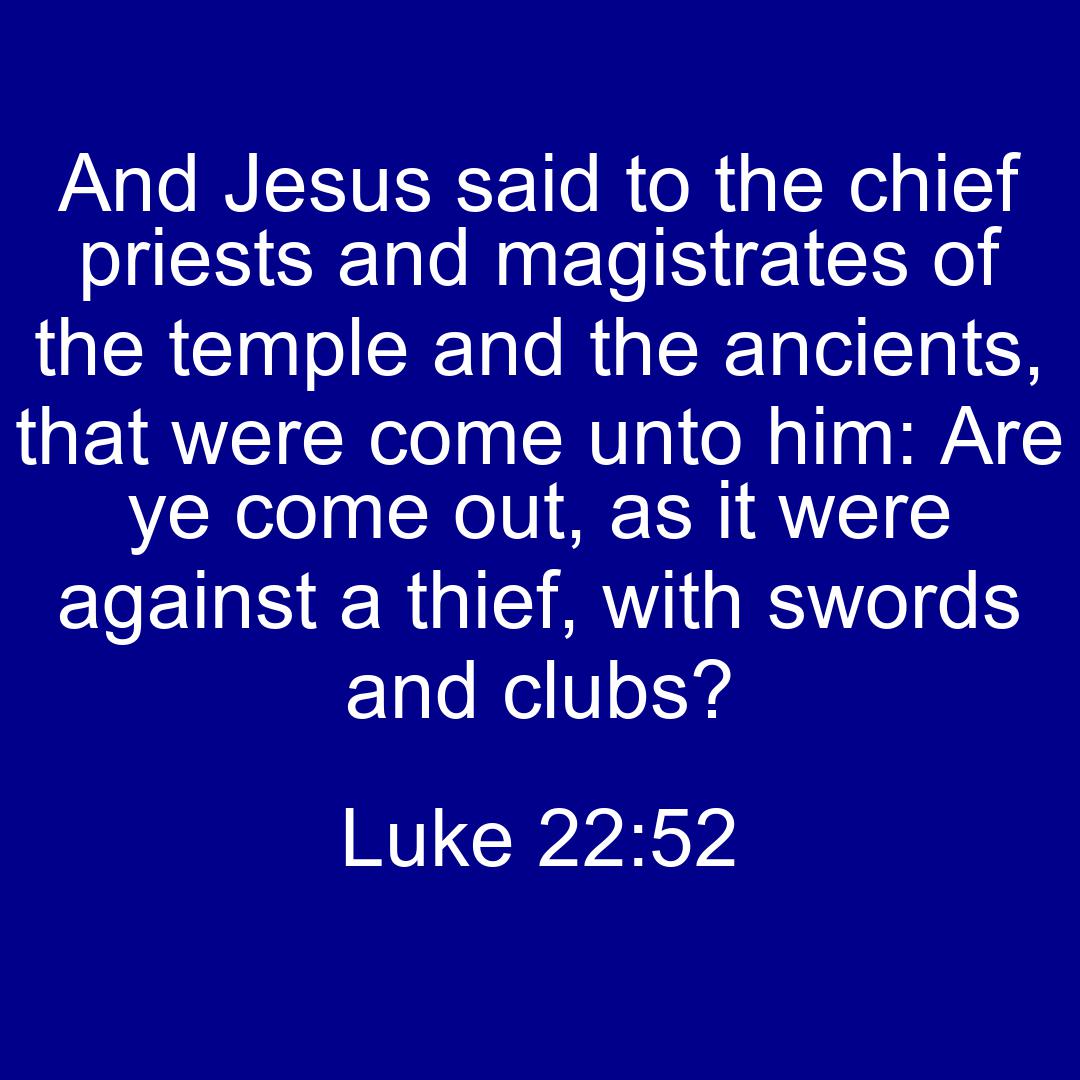 And Jesus said to the chief
priests and magistrates of
the temple and the ancients,
that were come unto him: Are
ye come out, as it were
against a thief, with swords
and clubs?
Luke 22:52